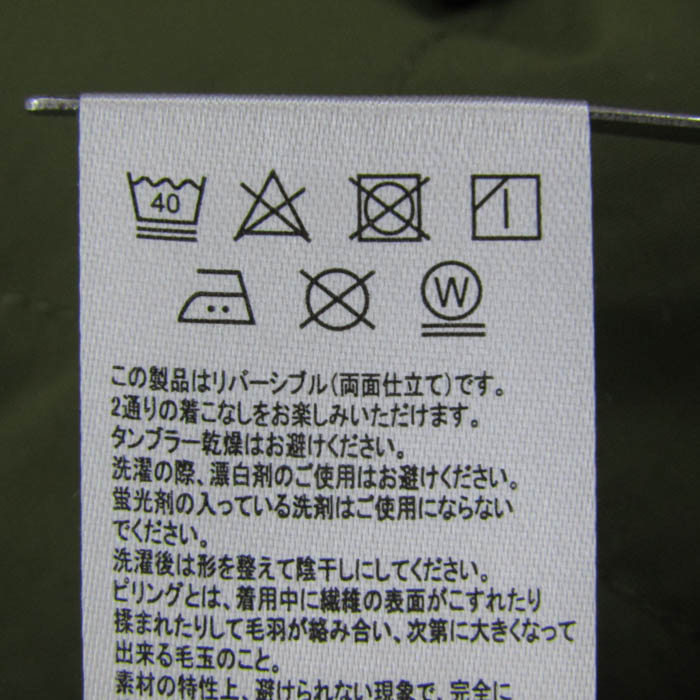 40
W
この製品はリバーシブル(両面仕立て)です。
2通りの着こなしをお楽しみいただけます。
タンブラー乾燥はお避けください。
洗濯の際、漂白剤のご使用はお避けください。
蛍光剤の入っている洗剤はご使用にならない
でください。
洗濯後は形を整えて陰干しにしてください。
ピリングとは、着用中に繊維の表面がこすれたり
揉まれたりして毛羽が絡み合い、次第に大きくなって
出来る毛玉のこと。
素材の特性上、避けられない現象で、完全に